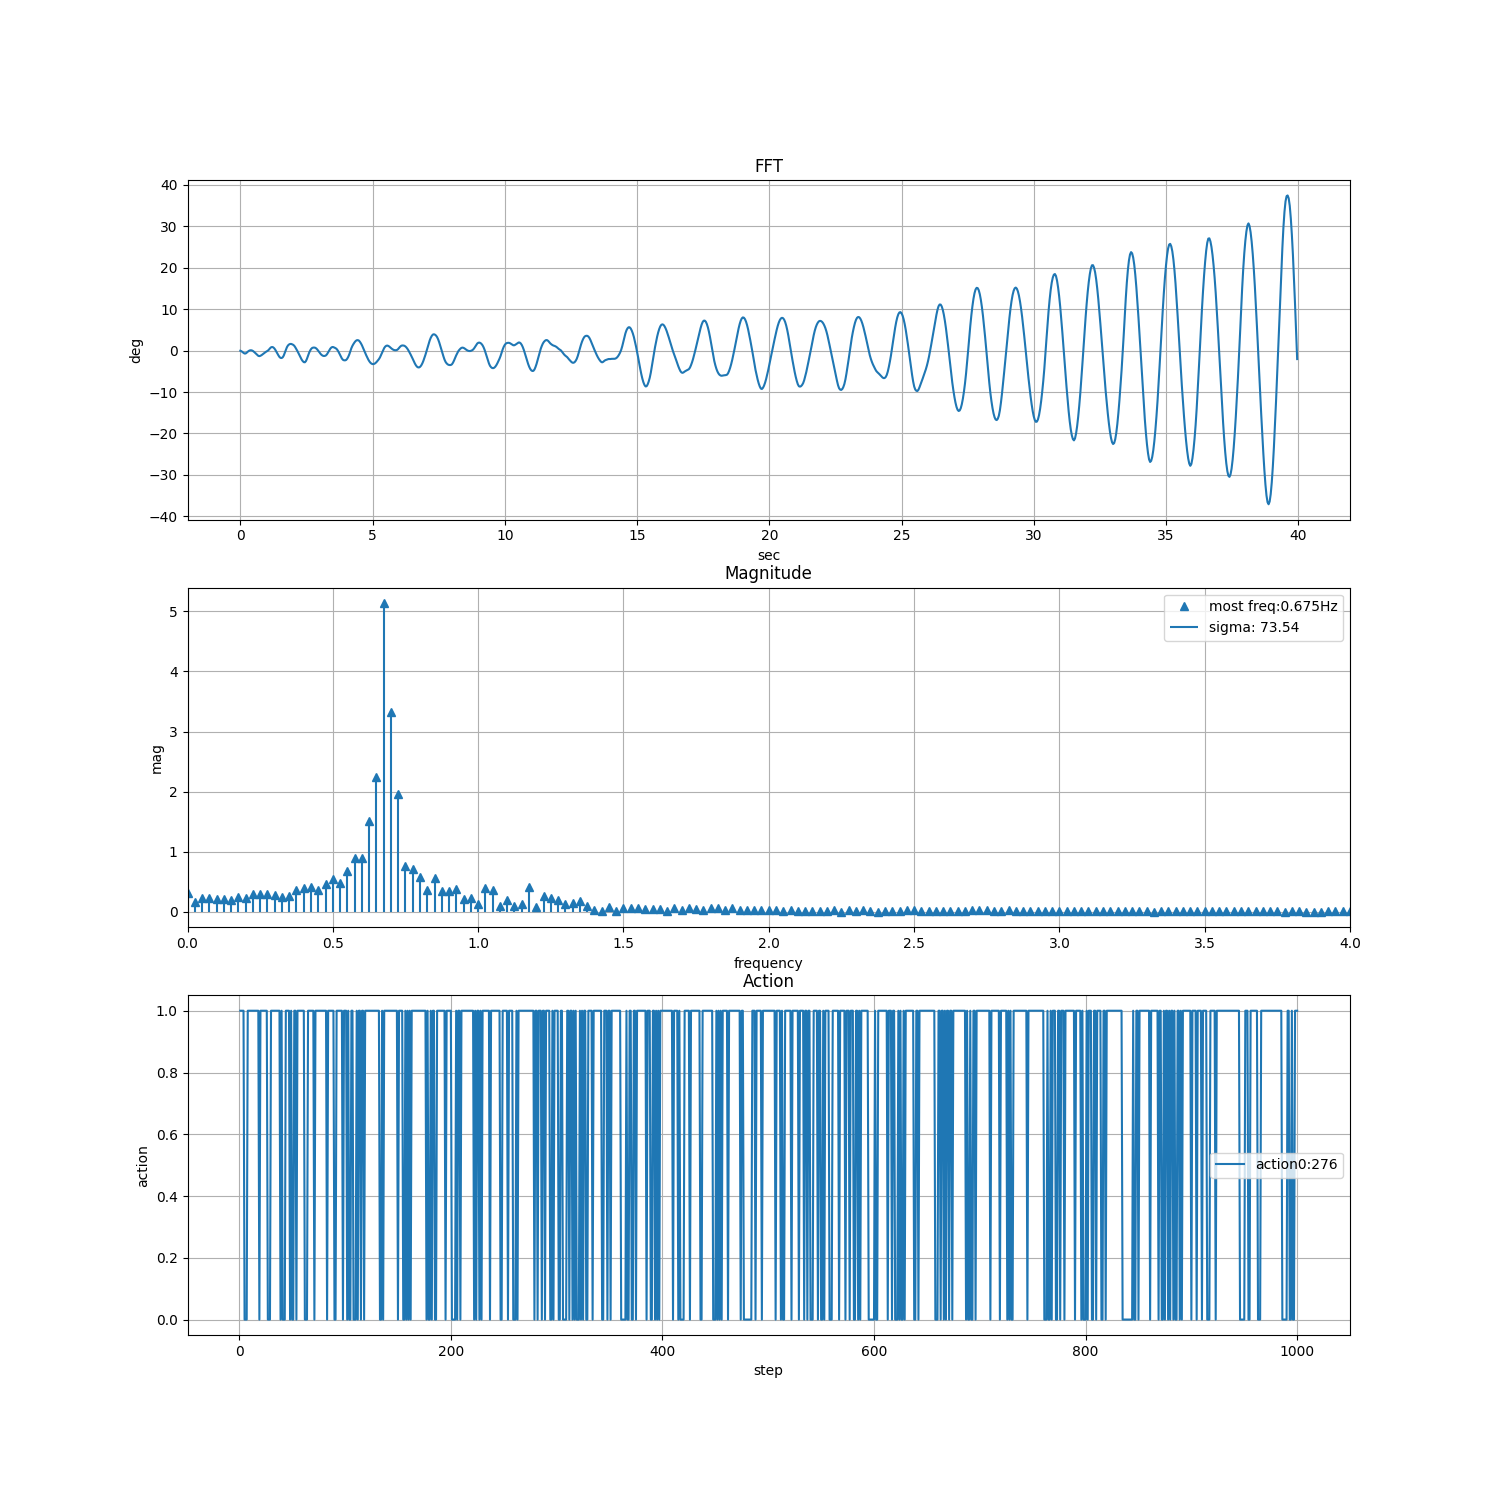 FFT
40
30
20
10
0
−10
−20
−30
−40
deg
0 5 10 15 20 25 30 35 40
sec
Magnitude
most freq:0.675Hz
sigma: 73.54
5
4
3
2
1
0
mag
0.0 0.5 1.0 1.5 2.0 2.5 3.0 3.5 4.0
frequency
Action
1.0
0.8
0.6
0.4
0.2
0.0
action
action0:276
0 200 400 600 800 1000
step